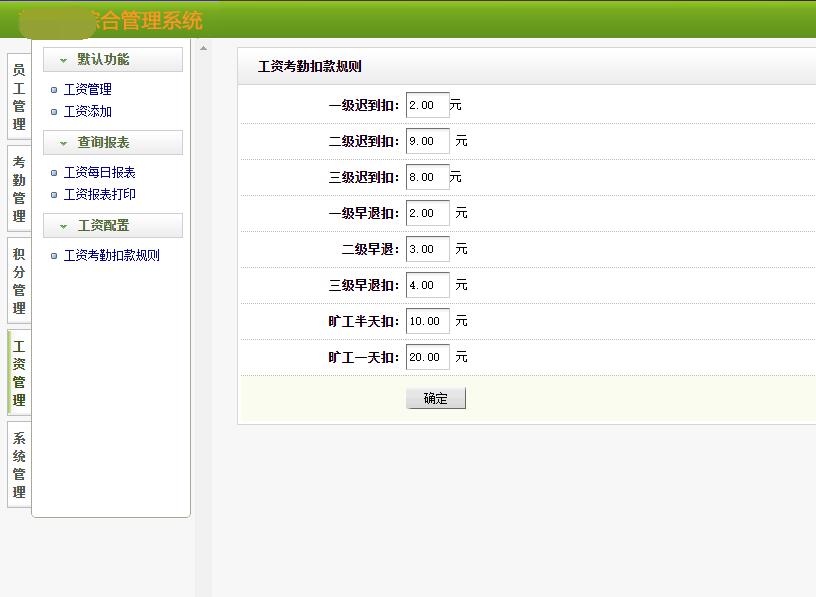 综合管理系统
员工管理
考勤管理
积分管理
工资管理
系统管理
默认功能
工资管理
工资添加
查询报表
工资每日报表
工资报表打印
工资配置
工资考勤扣款规则
工资考勤扣款规则
一级迟到扣: 2.00 元
二级迟到扣: 9.00 元
三级迟到扣: 8.00 元
一级早退扣: 2.00 元
二级早退: 3.00 元
三级早退扣: 4.00 元
旷工半天扣: 10.00 元
旷工一天扣: 20.00 元
确定